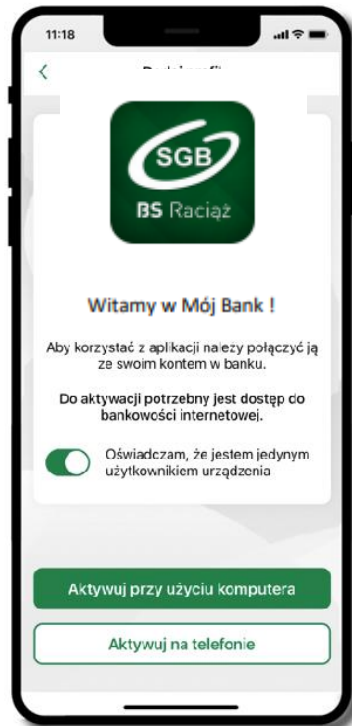 11:18
SGB
BS Raciąż
Witamy w Mój Bank !
Aby korzystać z aplikacji należy połączyć ją
ze swoim kontem w banku.
Do aktywacji potrzebny jest dostęp do
bankowości internetowej.
Oświadczam, że jestem jedynym
użytkownikiem urządzenia
Aktywuj przy użyciu komputera
Aktywuj na telefonie